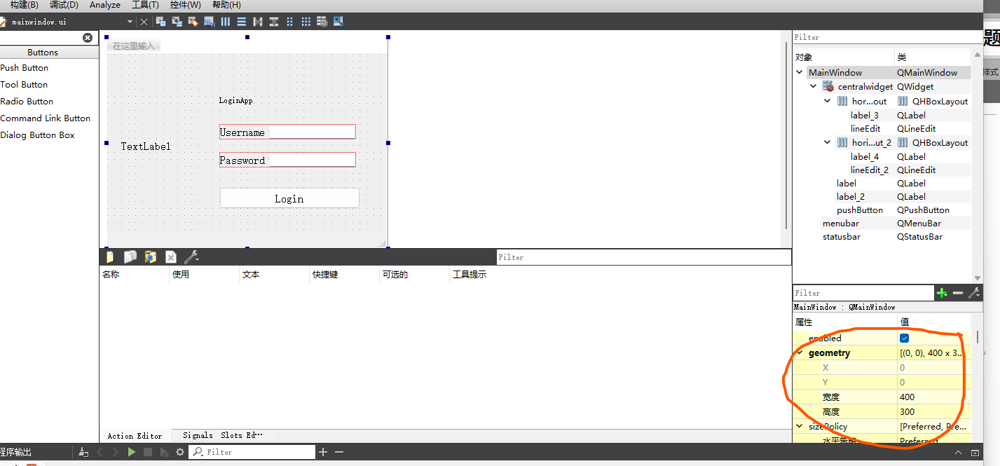 构建(B) 调试(D) Analyze 工具(T) 控件(W) 帮助(H)
mainwindow.ui
Buttons
Push Button
Tool Button
Radio Button
Command Link Button
Dialog Button Box
在这里输入
LoginApp
Username
TextLabel
Password
Login
Filter
名称 使用 文本 快捷键 可选的 工具提示
Action Editor Signals Slots Ed…
程序输出 Filter
Filter
对象 类
MainWindow QMainWindow
centralwidget QWidget
hor...out QHBoxLayout
label_3 QLabel
lineEdit QLineEdit
hori...ut_2 QHBoxLayout
label_4 QLabel
lineEdit_2 QLineEdit
label QLabel
label_2 QLabel
pushButton QPushButton
menubar QMenuBar
statusbar QStatusBar
Filter
MainWindow : QMainWindow
属性 值
enabled
geometry [(0, 0), 400 x 3...
X 0
Y 0
宽度 400
高度 300
sizePolicy [Preferred, Pre...
水平策略 Preferred
题
样式